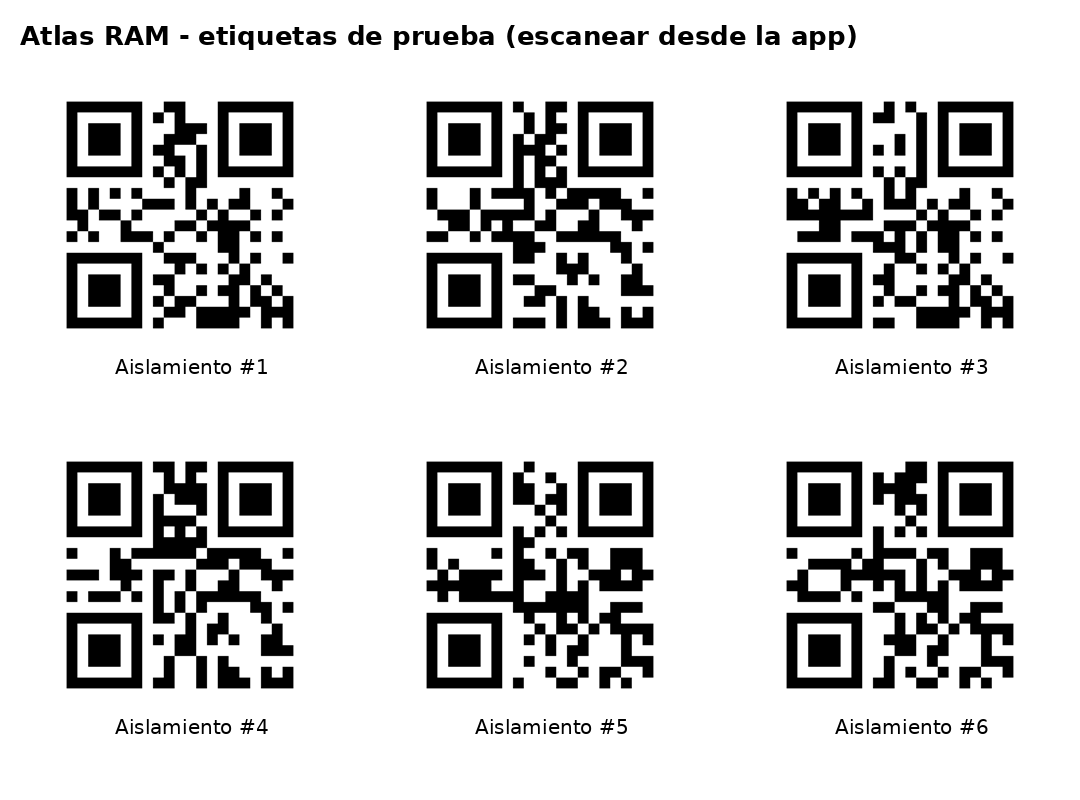 Atlas RAM - etiquetas de prueba (escanear desde la app)
Aislamiento #1
Aislamiento #2
Aislamiento #3
Aislamiento #4
Aislamiento #5
Aislamiento #6